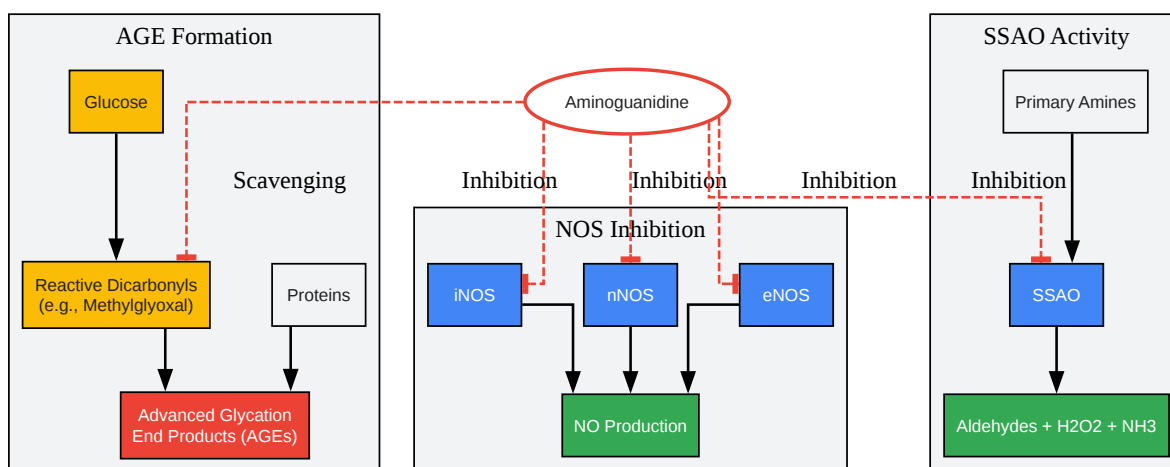 AGE Formation
SSAO Activity
Glucose
Aminoguanidine
Primary Amines
Scavenging
Inhibition
Inhibition
Inhibition
Inhibition
NOS Inhibition
Reactive Dicarbonyls
(e.g., Methylglyoxal)
Proteins
iNOS
nNOS
eNOS
SSAO
Advanced Glycation
End Products (AGEs)
NO Production
Aldehydes + H2O2 + NH3